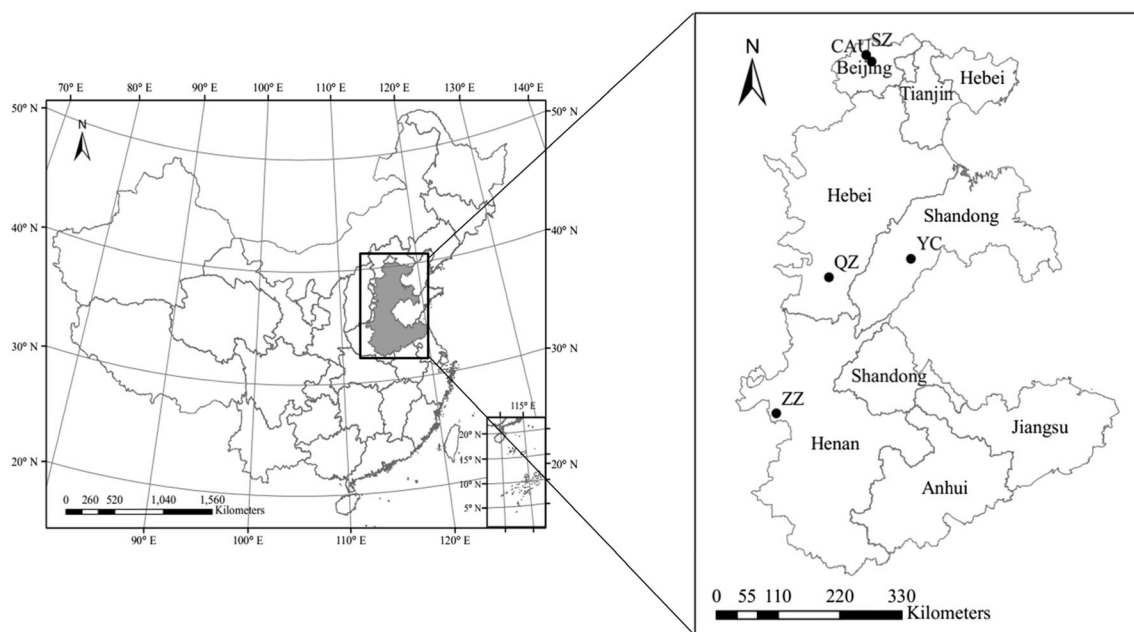 70° E 80° E 90° E 100° E 110° E 120° E 130° E 140° E
50° N
50° N
N
40° N
40° N
30° N
30° N
20° N
20° N
115° E
20° N
15° N
10° N
5° N
0 260 520 1,040 1,560
Kilometers
90° E 100° E 110° E 120° E
N
CAU SZ
Beijing
Hebei
Tianjin
Hebei
Shandong
YC
QZ
Shandong
ZZ
Jiangsu
Henan
Anhui
0 55 110 220 330
Kilometers